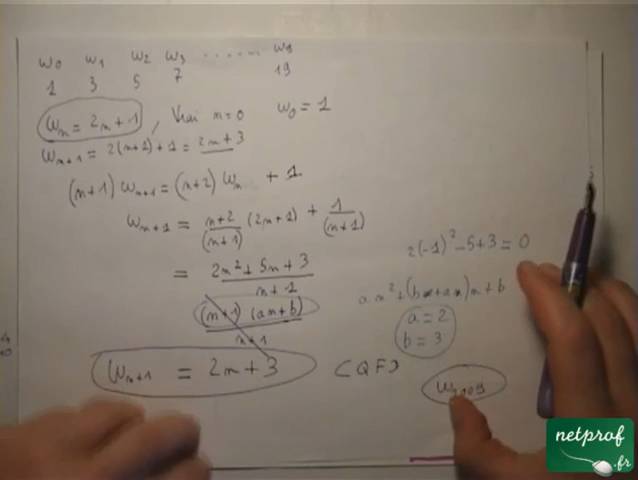 w₀ w₁ w₂ w₃ ....... w₉
1 3 5 7 19
wₙ = 2n+1, Vrai n=0 w₀ = 1
wₙ₊₁ = 2(n+1)+1 = 2n+3
(n+1) wₙ₊₁ = (n+2) wₙ + 1
wₙ₊₁ = n+2/(n+1) (2n+1) + 1/(n+1)
2(-1)² - 5+3 = 0
= 2n² + 5n + 3 / n+1
an² + (b+a)n + b
(n+1) (an+b) / n+1
a = 2
b = 3
wₙ₊₁ = 2n+3 CQFD
w₂₀₀₉
netprof
.fr